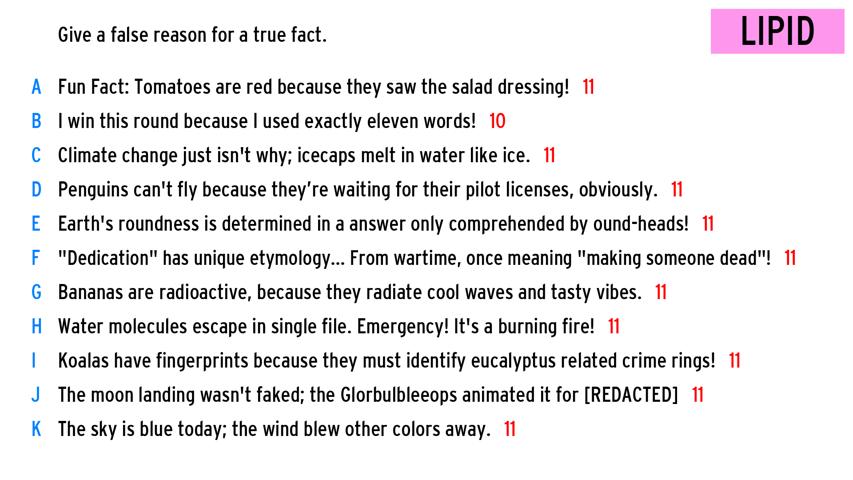 LIPID
Give a false reason for a true fact.
A Fun Fact: Tomatoes are red because they saw the salad dressing! 11
B I win this round because I used exactly eleven words! 10
C Climate change just isn't why; icecaps melt in water like ice. 11
D Penguins can't fly because they’re waiting for their pilot licenses, obviously. 11
E Earth's roundness is determined in a answer only comprehended by ound-heads! 11
F "Dedication" has unique etymology... From wartime, once meaning "making someone dead"! 11
G Bananas are radioactive, because they radiate cool waves and tasty vibes. 11
H Water molecules escape in single file. Emergency! It's a burning fire! 11
I Koalas have fingerprints because they must identify eucalyptus related crime rings! 11
J The moon landing wasn't faked; the Glorbulbleeops animated it for [REDACTED] 11
K The sky is blue today; the wind blew other colors away. 11